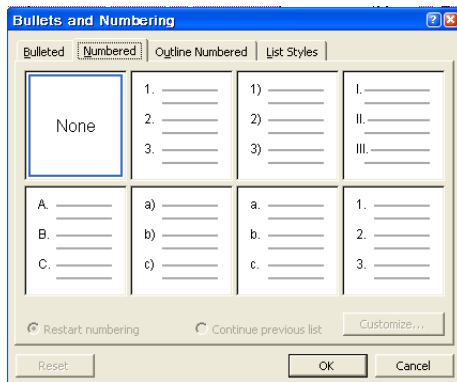 Bullets and Numbering
Bulleted Numbered Outline Numbered List Styles
None
1.
2.
3.
1)
2)
3)
I.
II.
III.
A.
B.
C.
a)
b)
c)
a.
b.
c.
1.
2.
3.
Restart numbering Continue previous list Customize...
Reset OK Cancel